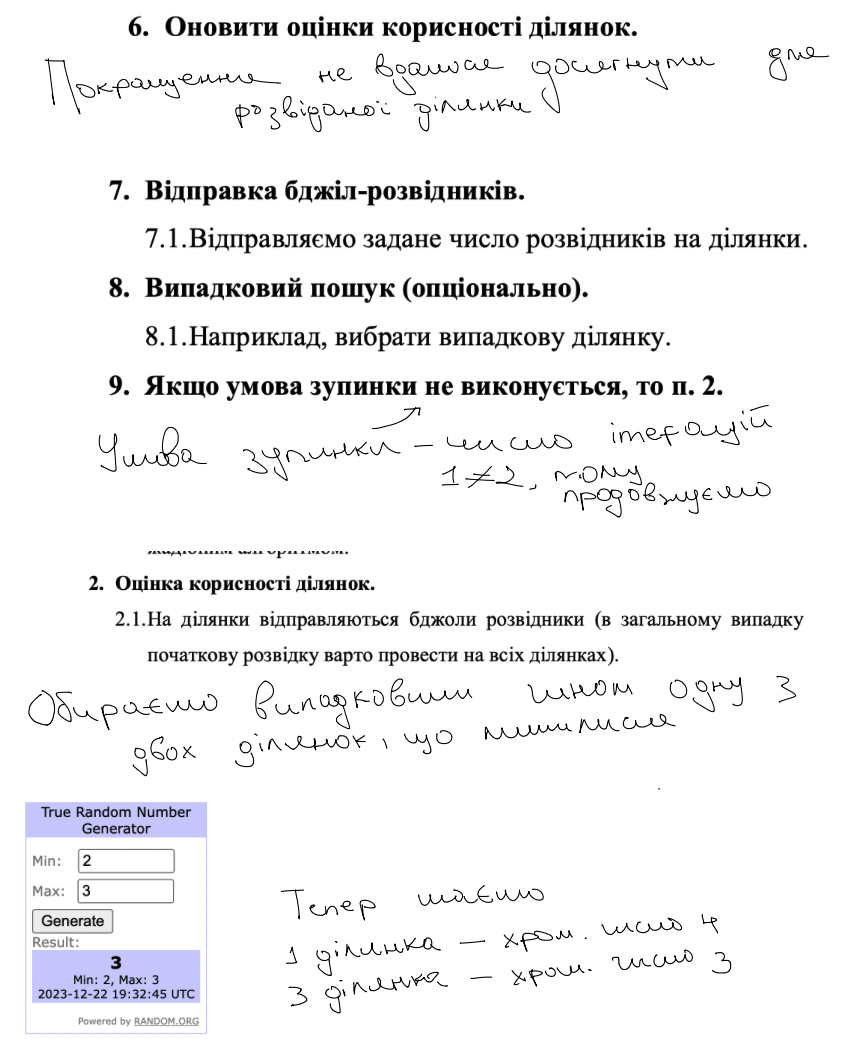 6. Оновити оцінки корисності ділянок.
Покращення не вдалося досягнути для
розвіданої ділянки
7. Відправка бджіл-розвідників.
7.1.Відправляємо задане число розвідників на ділянки.
8. Випадковий пошук (опціонально).
8.1.Наприклад, вибрати випадкову ділянку.
9. Якщо умова зупинки не виконується, то п. 2.
Умова зупинки – число ітерацій
1≠2, тому
продовжуємо
жадібним алгоритмом.
2. Оцінка корисності ділянок.
2.1.На ділянки відправляються бджоли розвідники (в загальному випадку
початкову розвідку варто провести на всіх ділянках).
Обираємо випадковим чином одну з
двох ділянок, що лишилися
True Random Number
Generator
Min: 2
Max: 3
Generate
Result:
3
Min: 2, Max: 3
2023-12-22 19:32:45 UTC
Powered by RANDOM.ORG
Тепер маємо
1 ділянка – хром. число 4
3 ділянка – хром. число 3